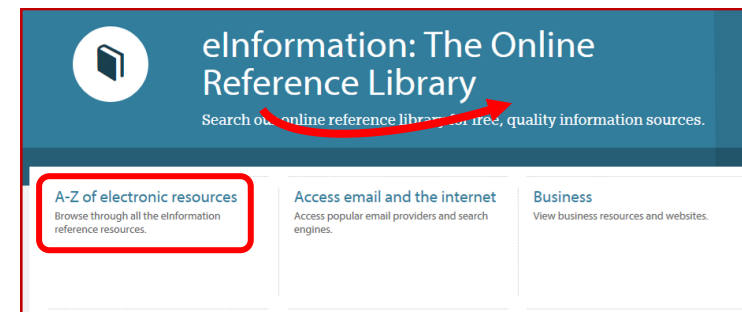 eInformation: The Online
Reference Library
Search our online reference library for free, quality information sources.
A-Z of electronic resources
Browse through all the eInformation
reference resources.
Access email and the internet
Access popular email providers and search
engines.
Business
View business resources and websites.